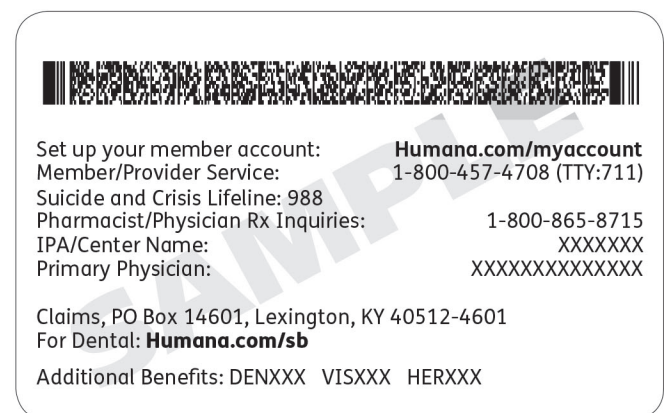 Set up your member account: Humana.com/myaccount
Member/Provider Service: 1-800-457-4708 (TTY:711)
Suicide and Crisis Lifeline: 988
Pharmacist/Physician Rx Inquiries: 1-800-865-8715
IPA/Center Name: XXXXXXX
Primary Physician: XXXXXXXXXXXXXX
Claims, PO Box 14601, Lexington, KY 40512-4601
For Dental: Humana.com/sb
Additional Benefits: DENXXX VISXXX HERXXX
SAMPLE